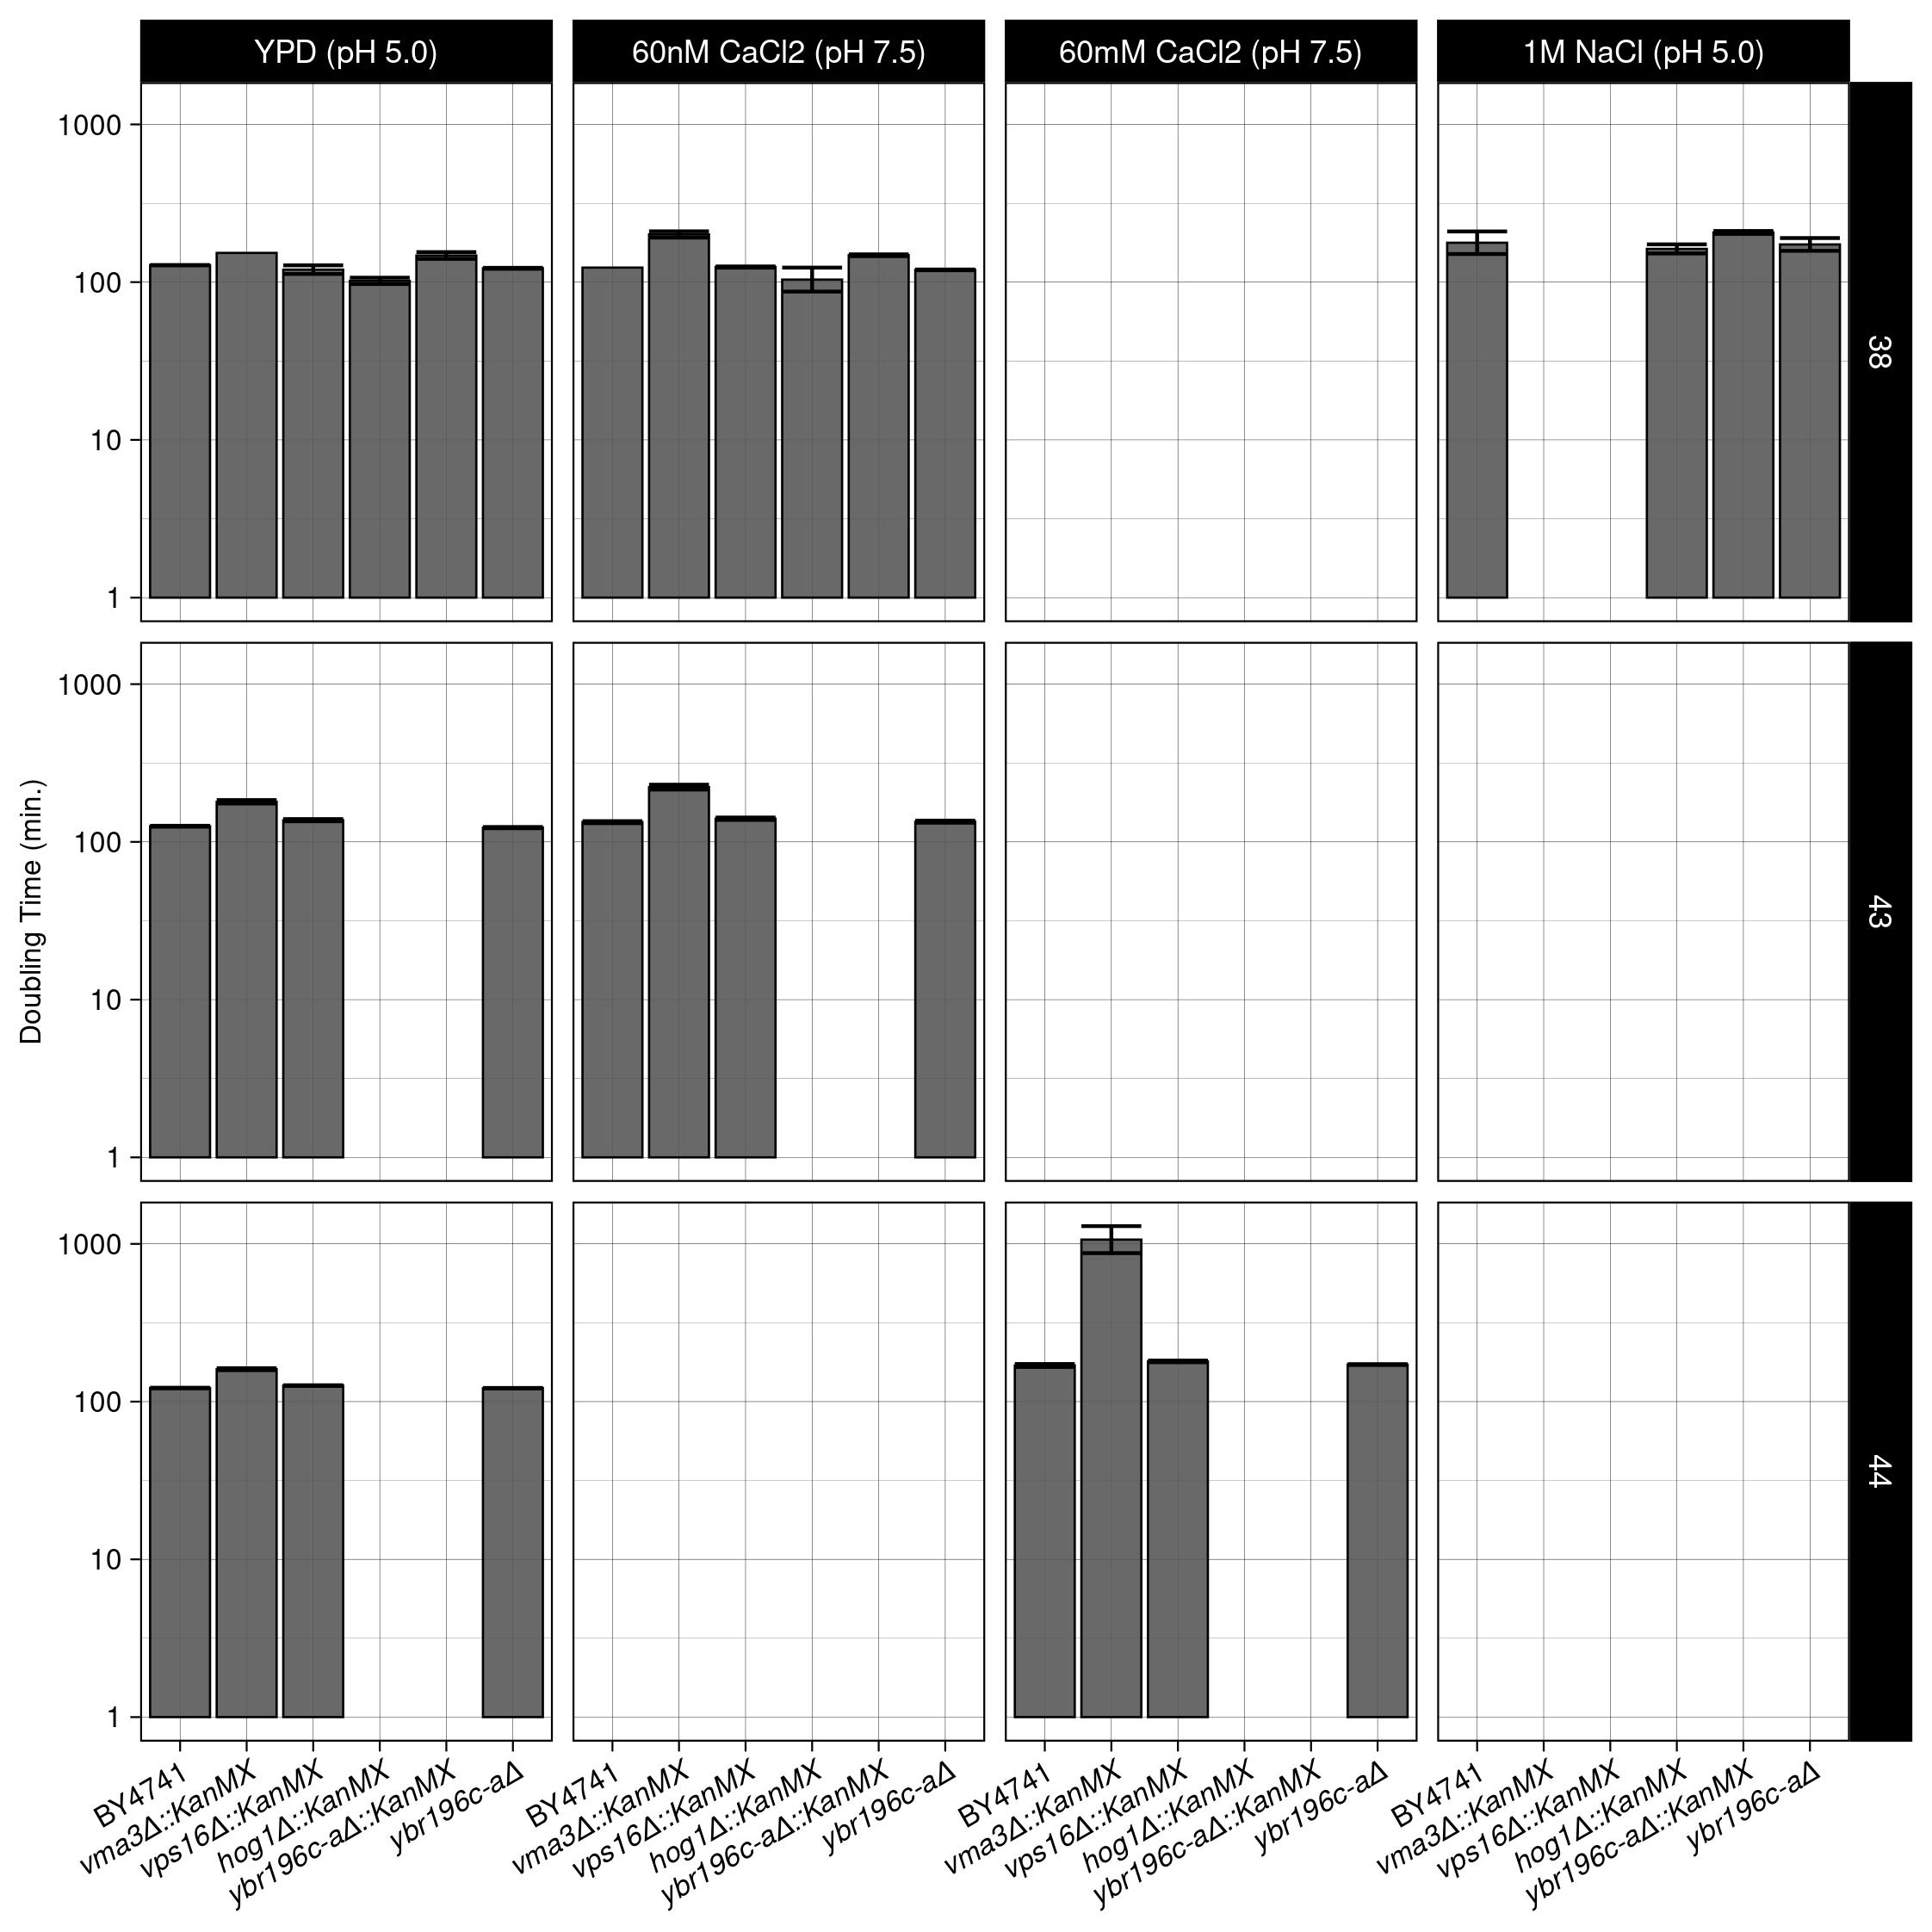 YPD (pH 5.0)
60nM CaCl2 (pH 7.5)
60mM CaCl2 (pH 7.5)
1M NaCl (pH 5.0)
1000
100
10
1
38
1000
100
10
1
43
1000
100
10
1
44
Doubling Time (min.)
BY4741
vma3Δ::KanMX
vps16Δ::KanMX
hog1Δ::KanMX
ybr196c-aΔ::KanMX
ybr196c-aΔ
BY4741
vma3Δ::KanMX
vps16Δ::KanMX
hog1Δ::KanMX
ybr196c-aΔ::KanMX
ybr196c-aΔ
BY4741
vma3Δ::KanMX
vps16Δ::KanMX
hog1Δ::KanMX
ybr196c-aΔ::KanMX
ybr196c-aΔ
BY4741
vma3Δ::KanMX
vps16Δ::KanMX
hog1Δ::KanMX
ybr196c-aΔ::KanMX
ybr196c-aΔ